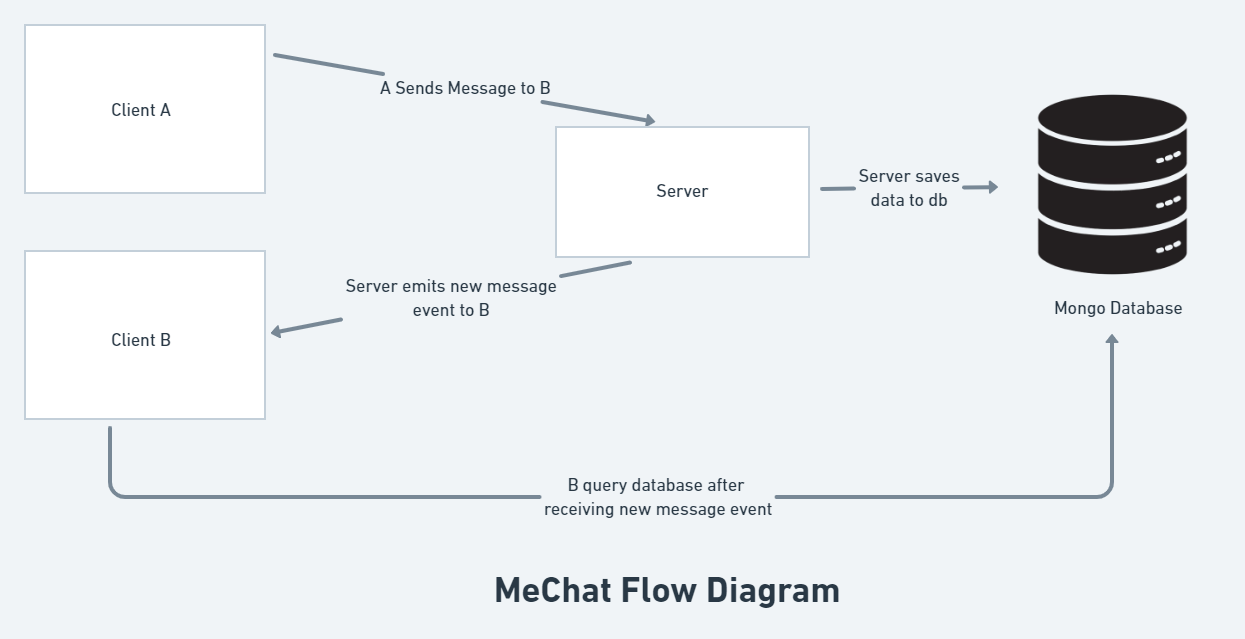 Client A
A Sends Message to B
Server
Server saves
data to db
Mongo Database
Server emits new message
event to B
Client B
B query database after
receiving new message event
MeChat Flow Diagram